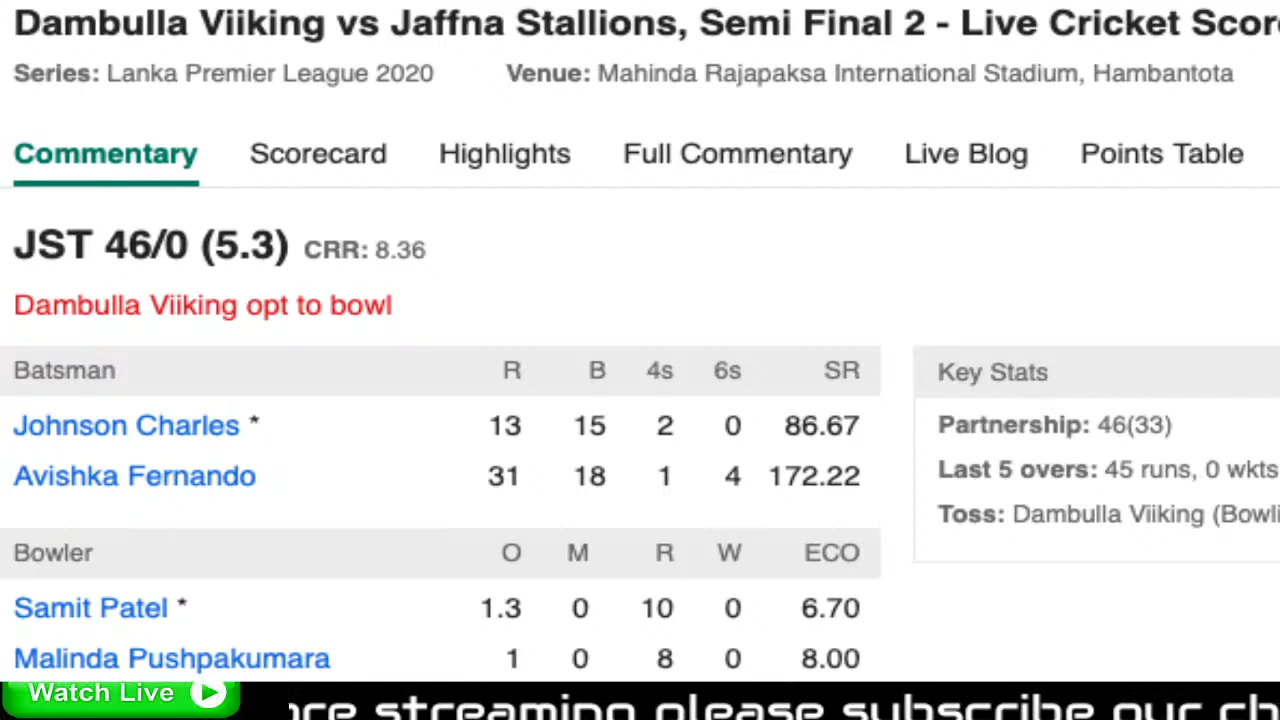 Dambulla Viiking vs Jaffna Stallions, Semi Final 2 - Live Cricket
Series: Lanka Premier League 2020 Venue: Mahinda Rajapaksa International Stadium, Hambantota
Commentary Scorecard Highlights Full Commentary Live Blog Points Table
JST 46/0 (5.3) CRR: 8.36
Dambulla Viiking opt to bowl
Batsman R B 4s 6s SR
Johnson Charles * 13 15 2 0 86.67
Avishka Fernando 31 18 1 4 172.22
Key Stats
Partnership: 46(33)
Last 5 overs: 45 runs, 0 wkts
Toss: Dambulla Viiking
Bowler O M R W ECO
Samit Patel * 1.3 0 10 0 6.70
Malinda Pushpakumara 1 0 8 0 8.00
Watch Live
streaming please subscribe our